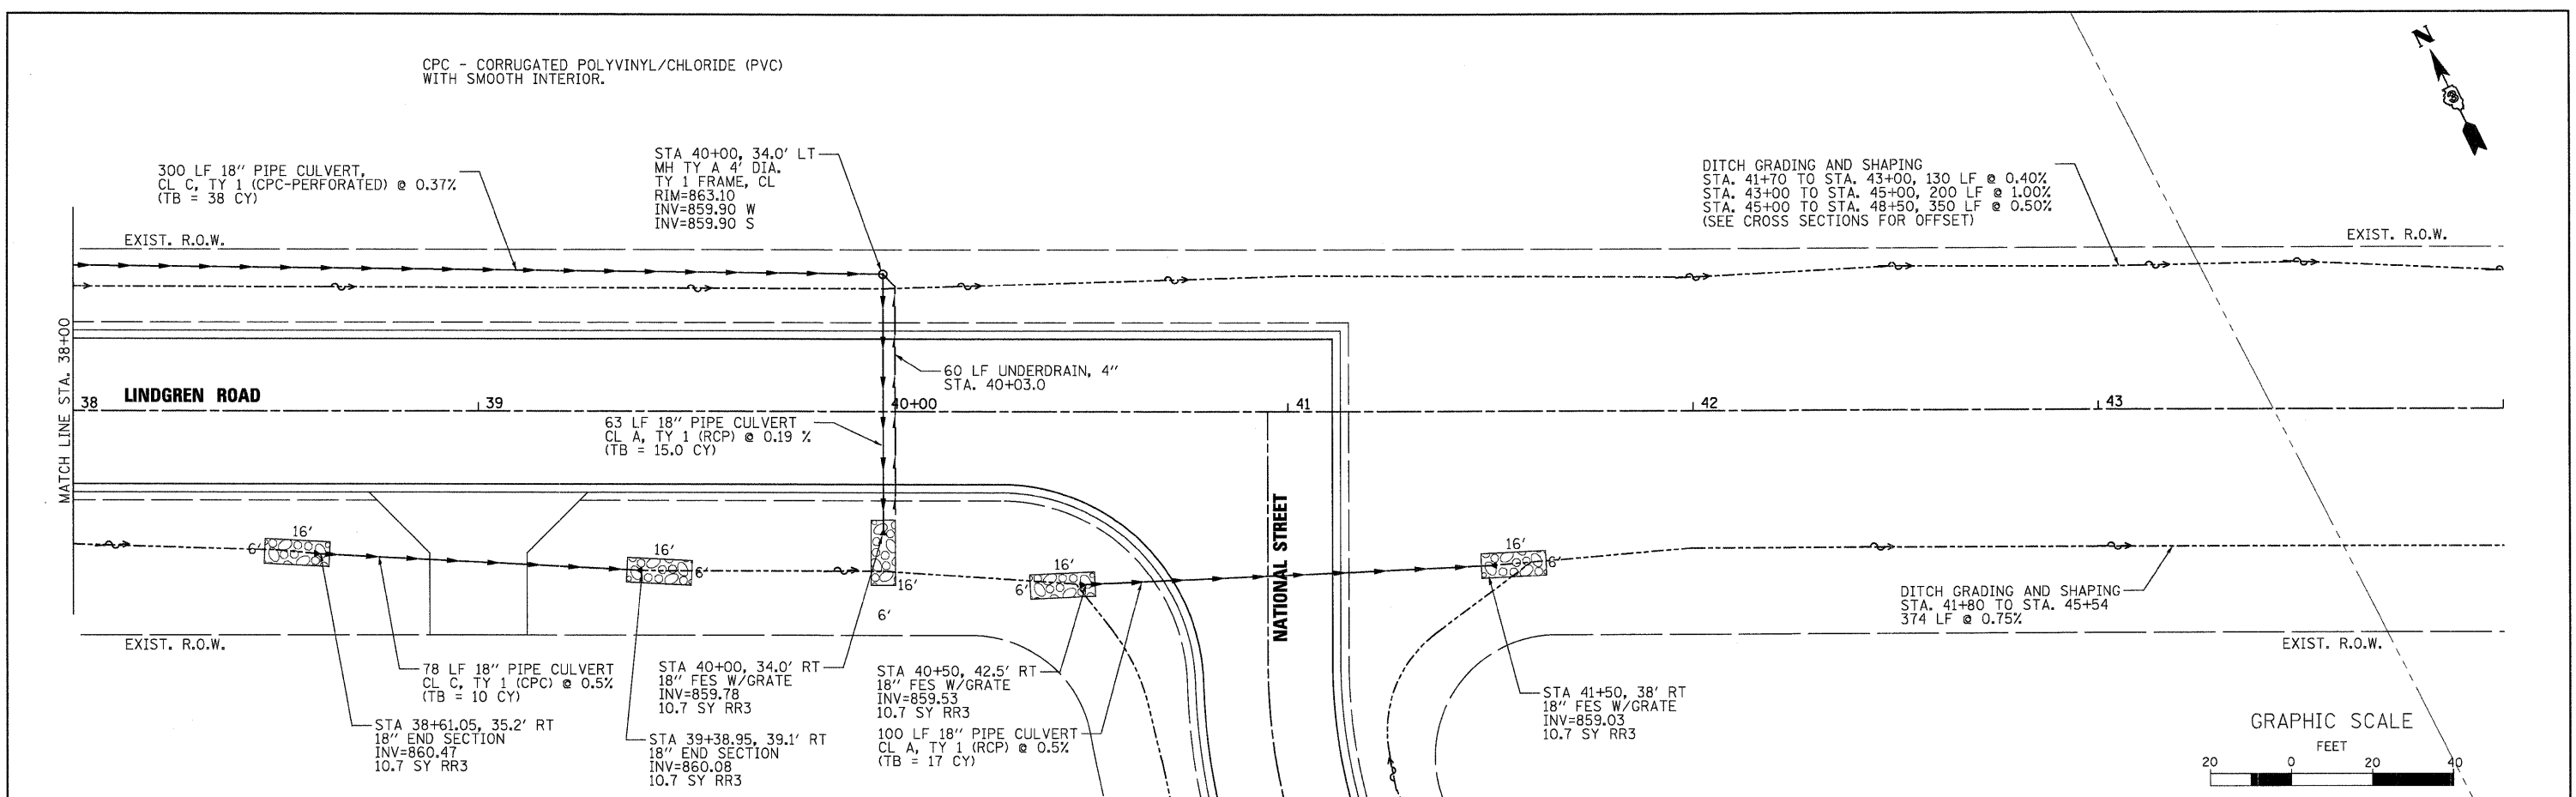 CPC - CORRUGATED POLYVINYL/CHLORIDE (PVC)
WITH SMOOTH INTERIOR.
N
3
300 LF 18" PIPE CULVERT,
CL C, TY 1 (CPC-PERFORATED) @ 0.37%
(TB = 38 CY)
STA 40+00, 34.0' LT
MH TY A 4' DIA.
TY 1 FRAME, CL
RIM=863.10
INV=859.90 W
INV=859.90 S
DITCH GRADING AND SHAPING
STA. 41+70 TO STA. 43+00, 130 LF @ 0.40%
STA. 43+00 TO STA. 45+00, 200 LF @ 1.00%
STA. 45+00 TO STA. 48+50, 350 LF @ 0.50%
(SEE CROSS SECTIONS FOR OFFSET)
EXIST. R.O.W.
EXIST. R.O.W.
MATCH LINE STA. 38+00
60 LF UNDERDRAIN, 4"
STA. 40+03.0
LINDGREN ROAD
38
39
40+00
41
42
43
63 LF 18" PIPE CULVERT
CL A, TY 1 (RCP) @ 0.19 %
(TB = 15.0 CY)
NATIONAL STREET
16'
6'
16'
6'
16'
6'
16'
6'
16'
6'
DITCH GRADING AND SHAPING
STA. 41+80 TO STA. 45+54
374 LF @ 0.75%
EXIST. R.O.W.
EXIST. R.O.W.
78 LF 18" PIPE CULVERT
CL C, TY 1 (CPC) @ 0.5%
(TB = 10 CY)
STA 38+61.05, 35.2' RT
18" END SECTION
INV=860.47
10.7 SY RR3
STA 40+00, 34.0' RT
18" FES W/GRATE
INV=859.78
10.7 SY RR3
STA 39+38.95, 39.1' RT
18" END SECTION
INV=860.08
10.7 SY RR3
STA 40+50, 42.5' RT
18" FES W/GRATE
INV=859.53
10.7 SY RR3
100 LF 18" PIPE CULVERT
CL A, TY 1 (RCP) @ 0.5%
(TB = 17 CY)
STA 41+50, 38' RT
18" FES W/GRATE
INV=859.03
10.7 SY RR3
GRAPHIC SCALE
FEET
20 0 20 40